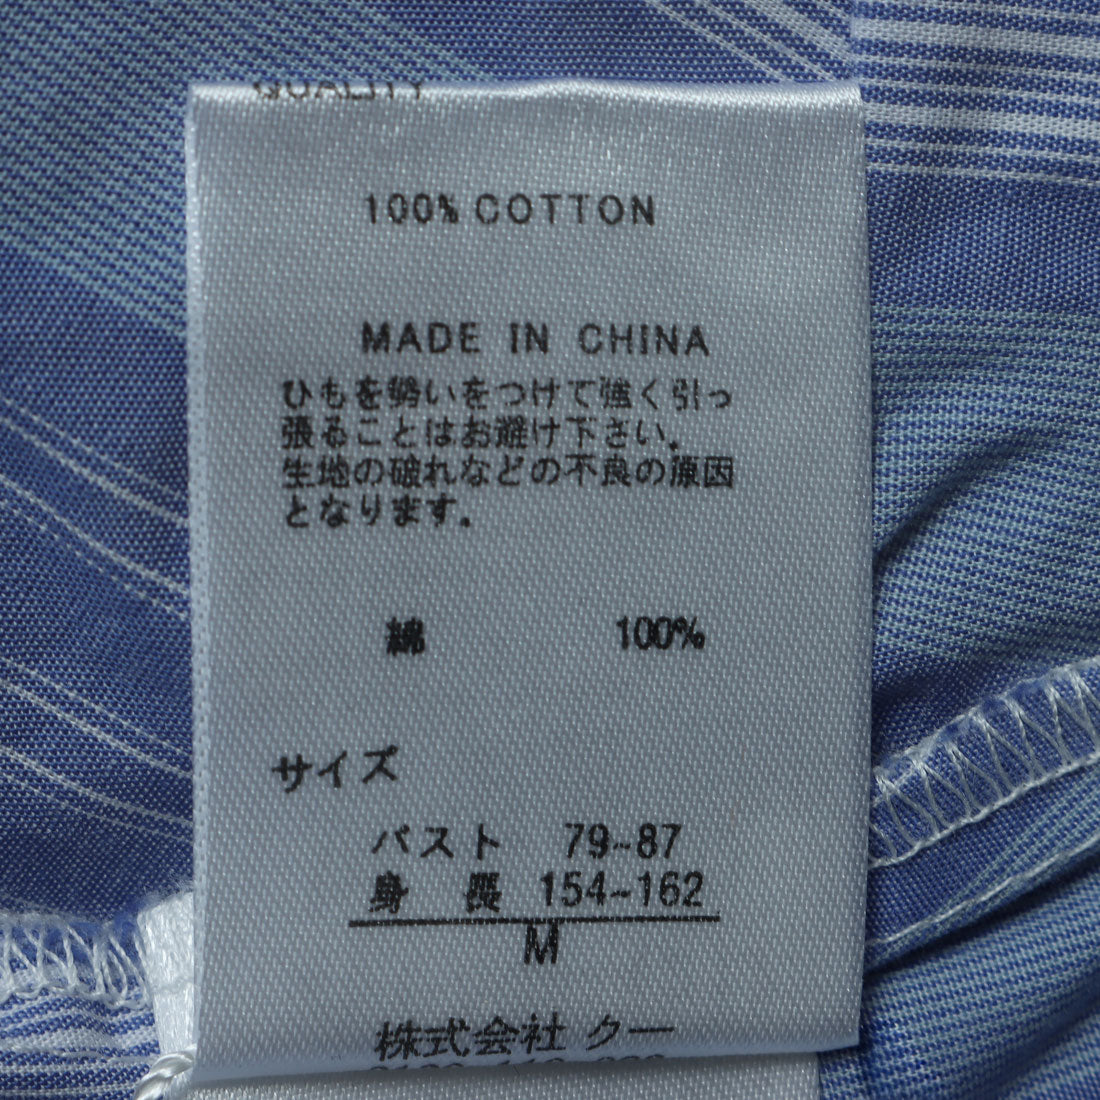 QUALITY
100% COTTON
MADE IN CHINA
ひもを勢いをつけて強く引っ
張ることはお避け下さい。
生地の破れなどの不良の原因
となります。
綿 100%
サイズ
バスト 79~87
身 長 154~162
M
株式会社 クー